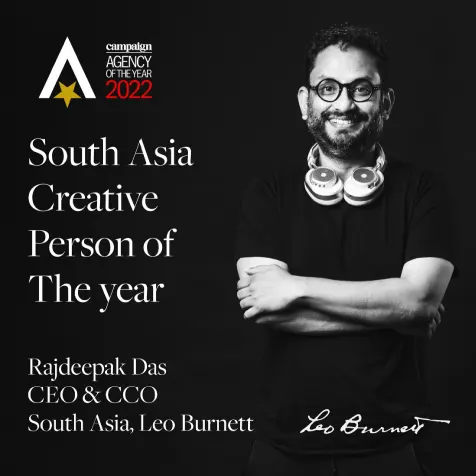 campaign
AGENCY
OF THE YEAR
2022
South Asia
Creative
Person of
The year
Rajdeepak Das
CEO & CCO
South Asia, Leo Burnett
Leo Burnett